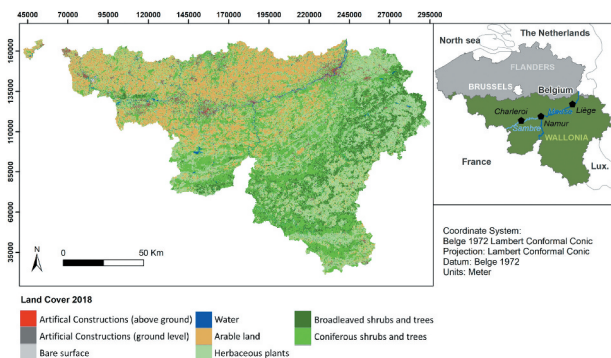 45000 70000 95000 120000 145000 170000 195000 220000 245000 270000 295000
160000
135000
110000
85000
60000
35000
N
0 50 Km
North sea
The Netherlands
FLANDERS
BRUSSELS
Belgium
Charleroi
Meuse
Liège
Sambre
Namur
WALLONIA
France
Lux.
Coordinate System:
Belge 1972 Lambert Conformal Conic
Projection: Lambert Conformal Conic
Datum: Belge 1972
Units: Meter
Land Cover 2018
Artifical Constructions (above ground)
Artificial Constructions (ground level)
Bare surface
Water
Arable land
Herbaceous plants
Broadleaved shrubs and trees
Coniferous shrubs and trees